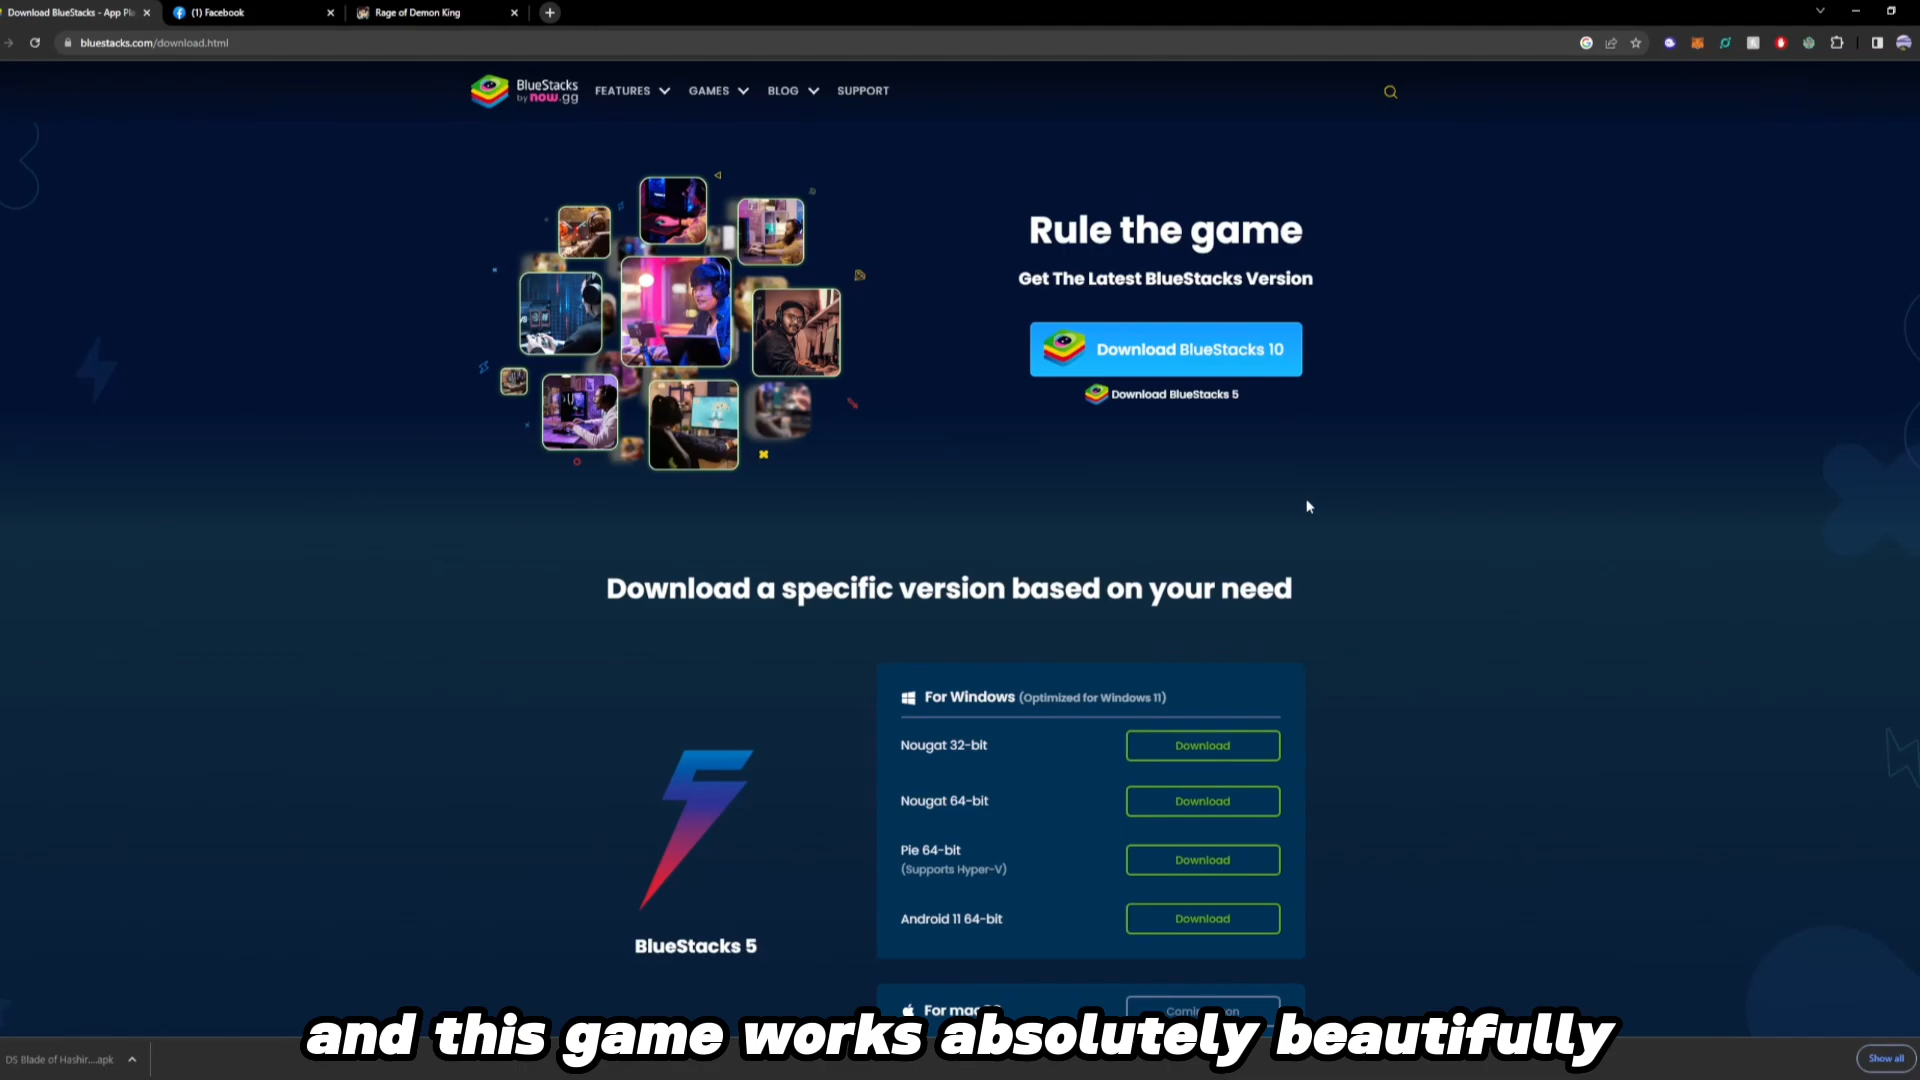 Download BlueStacks - App Pla
(1) Facebook
Rage of Demon King
bluestacks.com/download.html
BlueStacks
by now.gg
FEATURES
GAMES
BLOG
SUPPORT
Rule the game
Get The Latest BlueStacks Version
Download BlueStacks 10
Download BlueStacks 5
Download a specific version based on your need
For Windows (Optimized for Windows 11)
Nougat 32-bit
Download
Nougat 64-bit
Download
Pie 64-bit
(Supports Hyper-V)
Download
Android 11 64-bit
Download
BlueStacks 5
For mac
and this game works absolutely beautifully
DS Blade of Hashir....apk
Show all